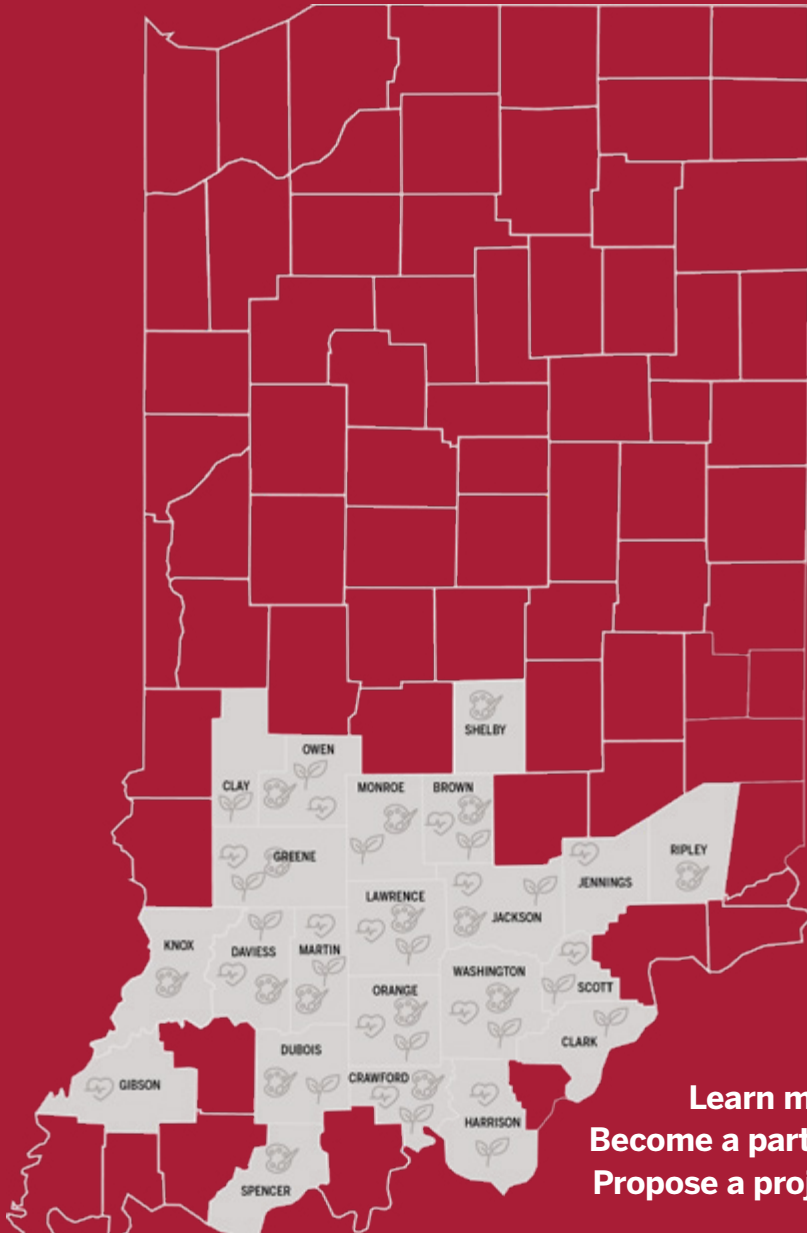 SHELBY
OWEN
CLAY
MONROE
BROWN
GREENE
RIPLEY
JENNINGS
LAWRENCE
JACKSON
KNOX
DAVIESS
MARTIN
WASHINGTON
SCOTT
ORANGE
CLARK
DUBOIS
CRAWFORD
GIBSON
HARRISON
SPENCER
Learn m
Become a part
Propose a proj